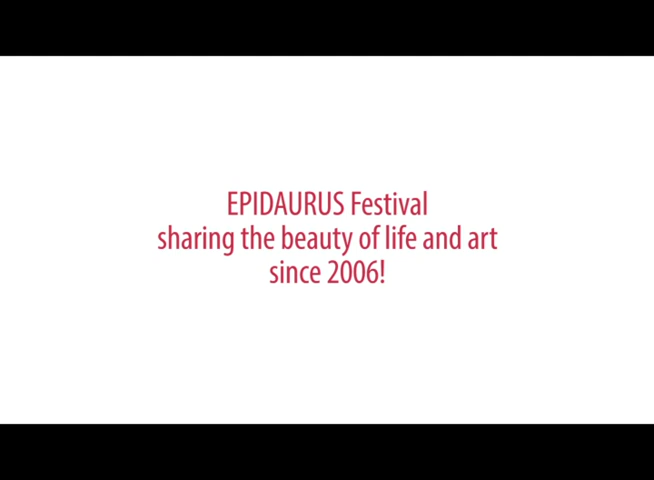 EPIDAURUS Festival
sharing the beauty of life and art
since 2006!